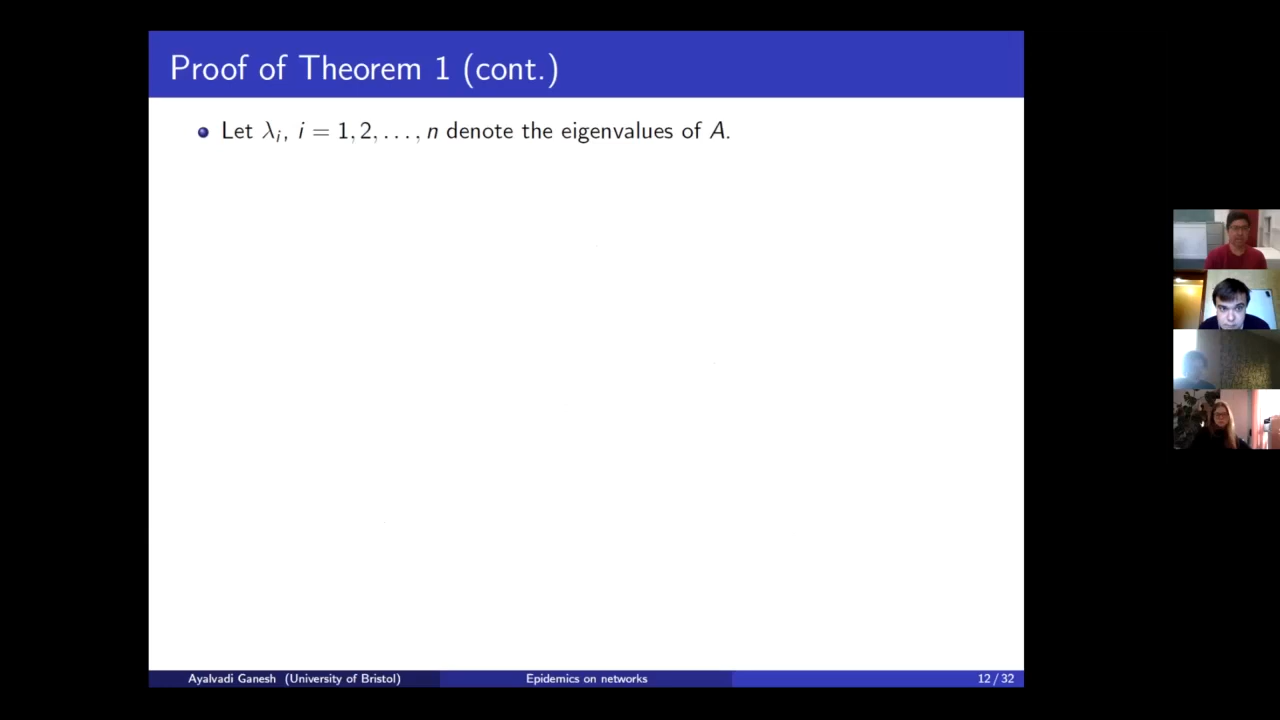 Proof of Theorem 1 (cont.)
Let λᵢ, i = 1, 2, . . . , n denote the eigenvalues of A.
Ayalvadi Ganesh (University of Bristol) Epidemics on networks 12 / 32